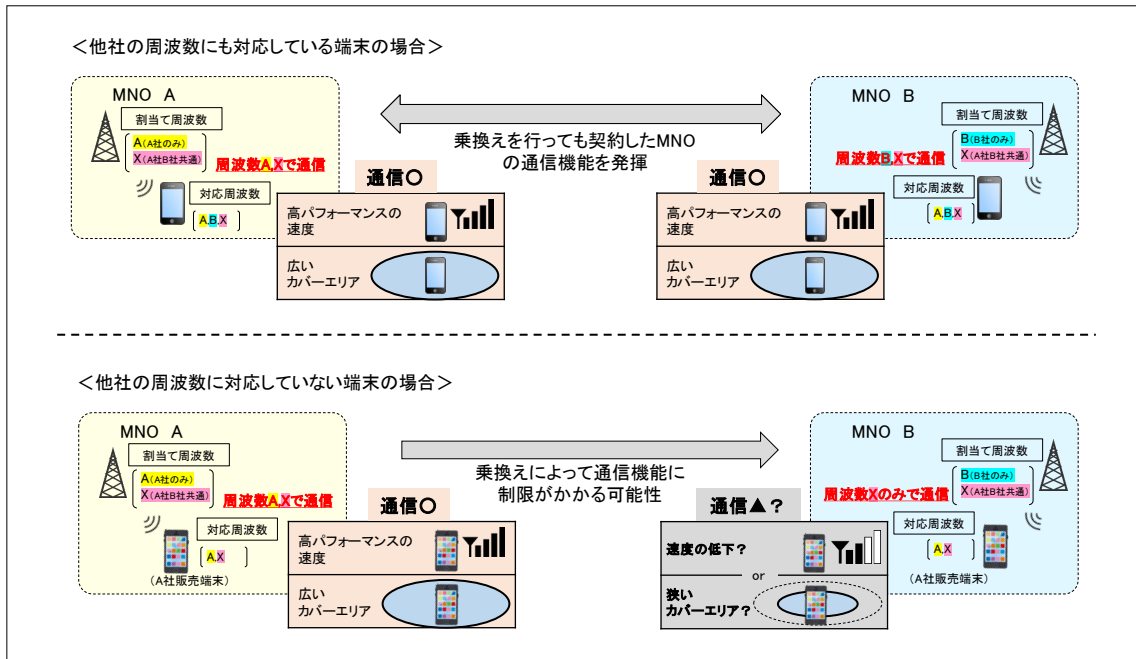 ＜他社の周波数にも対応している端末の場合＞
MNO A
割当て周波数
A(A社のみ)
X(A社B社共通)
周波数A,Xで通信
対応周波数
A,B,X
通信○
高パフォーマンスの
速度
広い
カバーエリア
乗換えを行っても契約したMNO
の通信機能を発揮
MNO B
割当て周波数
B(B社のみ)
X(A社B社共通)
周波数B,Xで通信
対応周波数
A,B,X
通信○
高パフォーマンスの
速度
広い
カバーエリア
＜他社の周波数に対応していない端末の場合＞
MNO A
割当て周波数
A(A社のみ)
X(A社B社共通)
周波数A,Xで通信
対応周波数
A,X
(A社販売端末)
通信○
高パフォーマンスの
速度
広い
カバーエリア
乗換えによって通信機能に
制限がかかる可能性
MNO B
割当て周波数
B(B社のみ)
X(A社B社共通)
周波数Xのみで通信
対応周波数
A,X
(A社販売端末)
通信▲？
速度の低下？
or
狭い
カバーエリア？